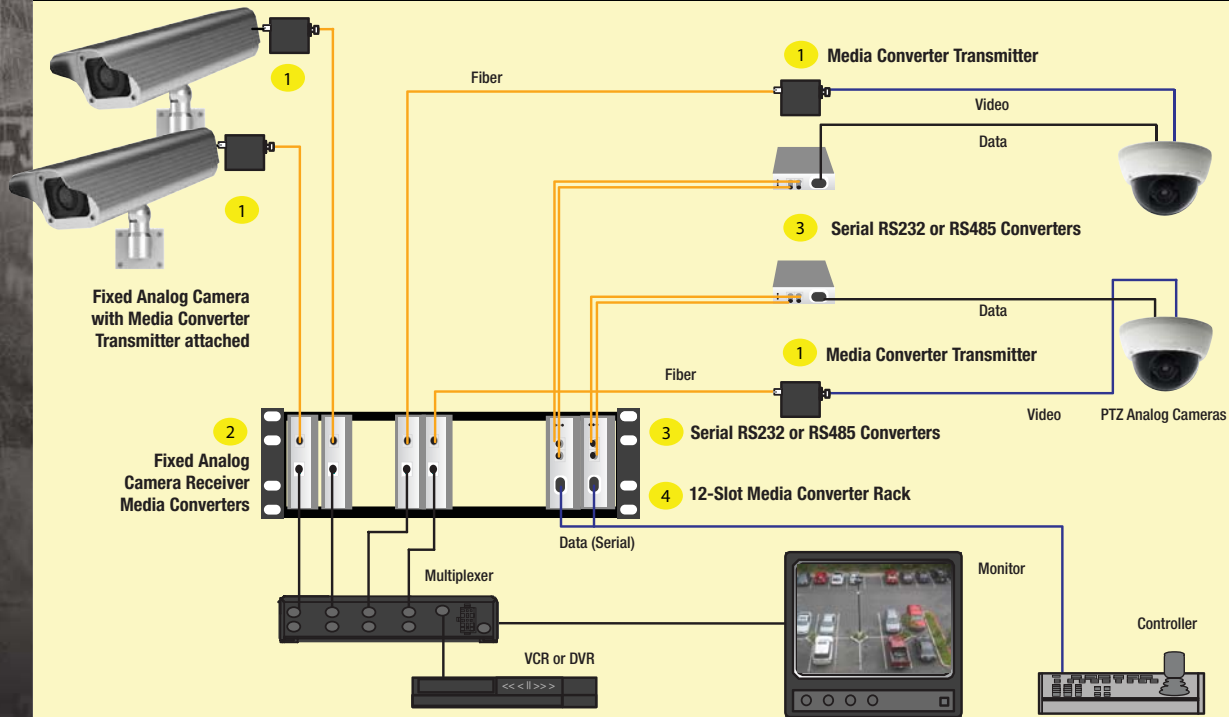 1
1
Fixed Analog Camera
with Media Converter
Transmitter attached
Fiber
1 Media Converter Transmitter
Video
Data
3 Serial RS232 or RS485 Converters
Data
1 Media Converter Transmitter
Fiber
Video
PTZ Analog Cameras
2
Fixed Analog
Camera Receiver
Media Converters
3 Serial RS232 or RS485 Converters
4 12-Slot Media Converter Rack
Data (Serial)
Multiplexer
Monitor
VCR or DVR
<<< || >>>
Controller